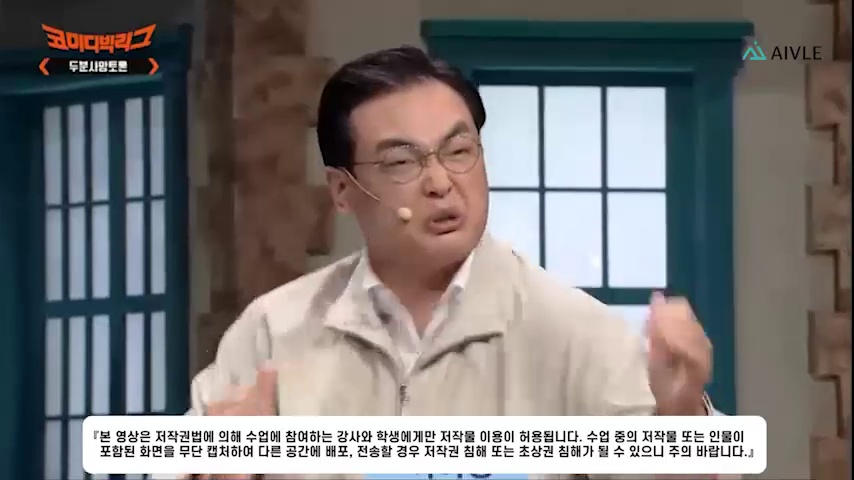 코미디빅리그
두분사망토론
AIVLE
『본 영상은 저작권법에 의해 수업에 참여하는 강사와 학생에게만 저작물 이용이 허용됩니다. 수업 중의 저작물 또는 인물이
포함된 화면을 무단 캡처하여 다른 공간에 배포, 전송할 경우 저작권 침해 또는 초상권 침해가 될 수 있으니 주의 바랍니다.』